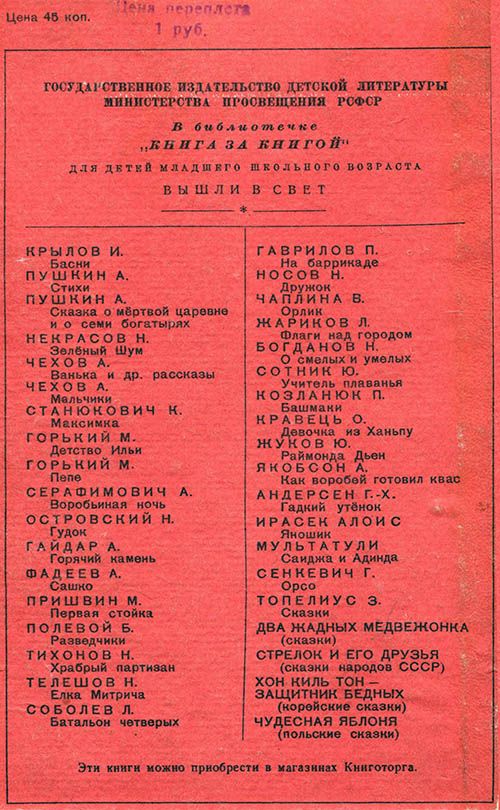 Цена 45 коп.
Цена переплета
1 руб.
ГОСУДАРСТВЕННОЕ ИЗДАТЕЛЬСТВО ДЕТСКОЙ ЛИТЕРАТУРЫ
МИНИСТЕРСТВА ПРОСВЕЩЕНИЯ РСФСР
В библиотечке
„КНИГА ЗА КНИГОЙ“
ДЛЯ ДЕТЕЙ МЛАДШЕГО ШКОЛЬНОГО ВОЗРАСТА
ВЫШЛИ В СВЕТ
*
КРЫЛОВ И.
Басни
ПУШКИН А.
Стихи
ПУШКИН А.
Сказка о мёртвой царевне
и о семи богатырях
НЕКРАСОВ Н.
Зелёный Шум
ЧЕХОВ А.
Ванька и др. рассказы
ЧЕХОВ А.
Мальчики
СТАНЮКОВИЧ К.
Максимка
ГОРЬКИЙ М.
Детство Ильи
ГОРЬКИЙ М.
Пепе
СЕРАФИМОВИЧ А.
Воробьиная ночь
ОСТРОВСКИЙ Н.
Гудок
ГАЙДАР А.
Горячий камень
ФАДЕЕВ А.
Сашко
ПРИШВИН М.
Первая стойка
ПОЛЕВОЙ Б.
Разведчики
ТИХОНОВ Н.
Храбрый партизан
ТЕЛЕШОВ Н.
Елка Митрича
СОБОЛЕВ Л.
Батальон четверых
ГАВРИЛОВ П.
На баррикаде
НОСОВ Н.
Дружок
ЧАПЛИНА В.
Орлик
ЖАРИКОВ Л.
Флаги над городом
БОГДАНОВ Н.
О смелых и умелых
СОТНИК Ю.
Учитель плаванья
КОЗЛАНЮК П.
Башмаки
КРАВЕЦЬ О.
Девочка из Ханьпу
ЖУКОВ Ю.
Раймонда Дьен
ЯКОБСОН А.
Как воробей готовил квас
АНДЕРСЕН Г.-Х.
Гадкий утёнок
ИРАСЕК АЛОИС
Яношик
МУЛЬТАТУЛИ
Саиджа и Адинда
СЕНКЕВИЧ Г.
Орсо
ТОПЕЛИУС З.
Сказки
ДВА ЖАДНЫХ МЕДВЕЖОНКА
(сказки)
СТРЕЛОК И ЕГО ДРУЗЬЯ
(сказки народов СССР)
ХОН КИЛЬ ТОН –
ЗАЩИТНИК БЕДНЫХ
(корейские сказки)
ЧУДЕСНАЯ ЯБЛОНЯ
(польские сказки)
Эти книги можно приобрести в магазинах Книготорга.